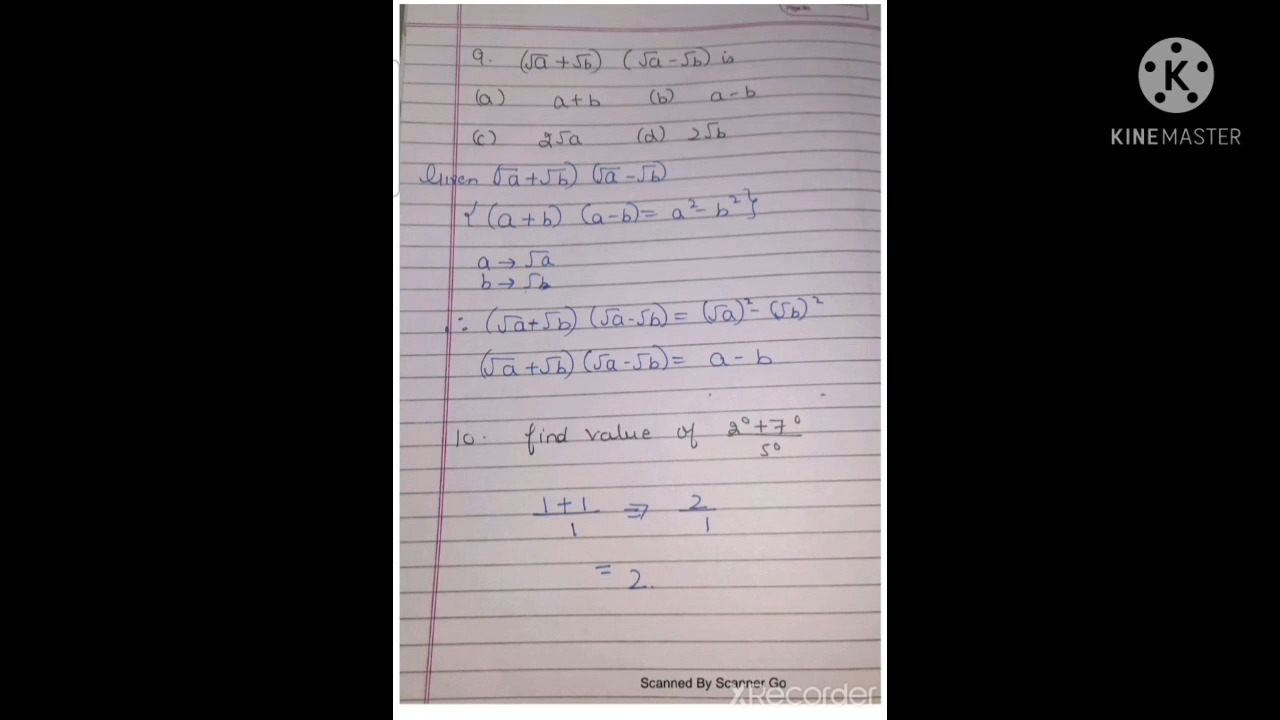 9. (√a + √b) (√a - √b) is
(a) a + b (b) a - b
(c) 2√a (d) 2√b
Given (√a + √b) (√a - √b)
{(a + b) (a - b) = a² - b²}
a → √a
b → √b
∴ (√a + √b) (√a - √b) = (√a)² - (√b)²
(√a + √b) (√a - √b) = a - b
10. find value of 2⁰ + 7⁰ / 5⁰
1 + 1 / 1 ⇒ 2 / 1
= 2.
Scanned By Scanner Go
XRecorder
KINEMASTER